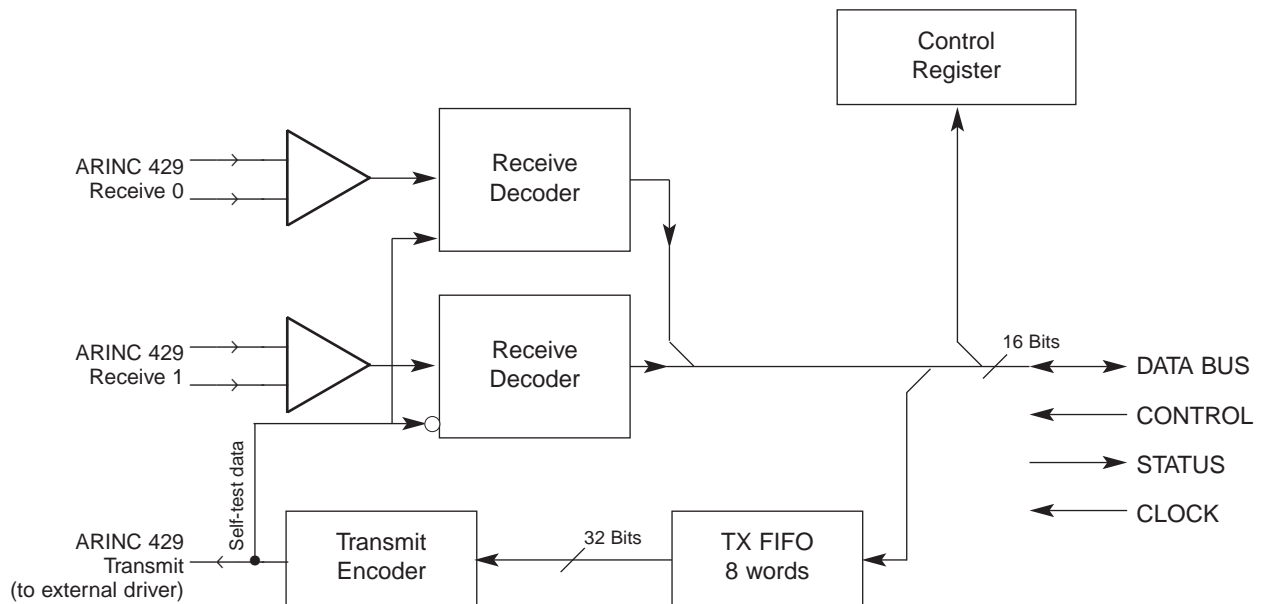 Control
Register
ARINC 429
Receive 0
Receive
Decoder
ARINC 429
Receive 1
Receive
Decoder
16 Bits
DATA BUS
CONTROL
STATUS
CLOCK
Self-test data
ARINC 429
Transmit
(to external driver)
Transmit
Encoder
32 Bits
TX FIFO
8 words